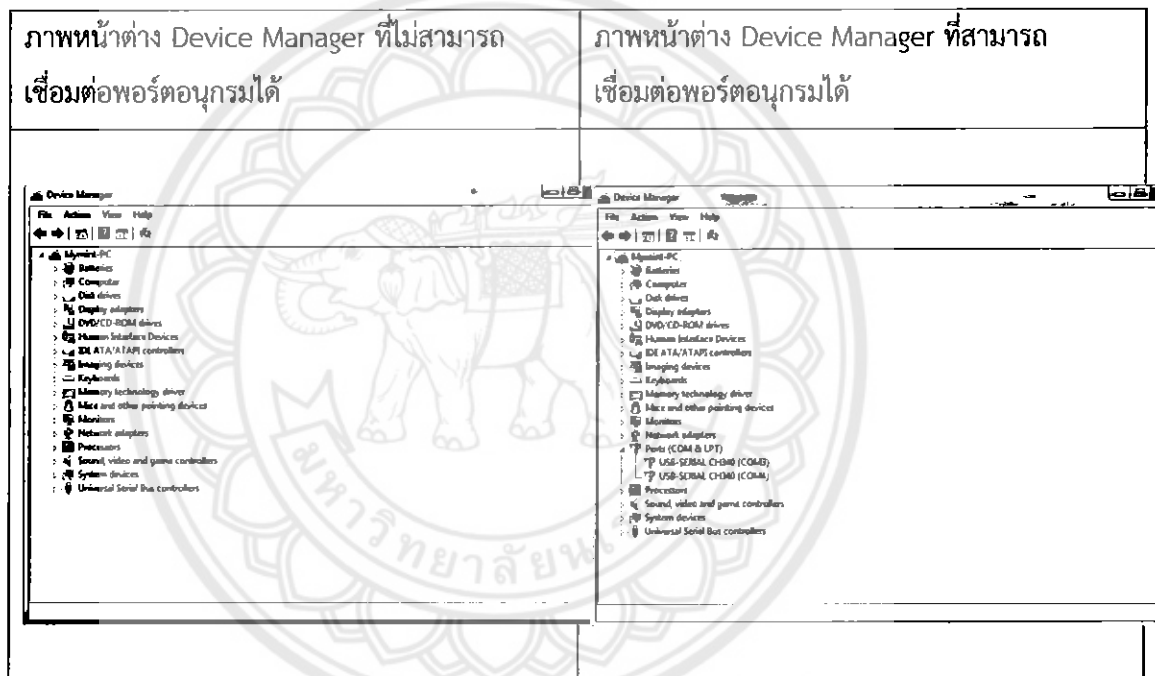 ภาพหน้าต่าง Device Manager ที่ไม่สามารถ
เชื่อมต่อพอร์ตอนุกรมได้
ภาพหน้าต่าง Device Manager ที่สามารถ
เชื่อมต่อพอร์ตอนุกรมได้
Device Manager
File Action View Help
Mymint-PC
Batteries
Computer
Disk drives
Display adapters
DVD/CD-ROM drives
Human Interface Devices
IDE ATA/ATAPI controllers
Imaging devices
Keyboards
Memory technology driver
Mice and other pointing devices
Monitors
Network adapters
Processors
Sound, video and game controllers
System devices
Universal Serial Bus controllers
Device Manager
File Action View Help
Mymint-PC
Batteries
Computer
Disk drives
Display adapters
DVD/CD-ROM drives
Human Interface Devices
IDE ATA/ATAPI controllers
Imaging devices
Keyboards
Memory technology driver
Mice and other pointing devices
Monitors
Network adapters
Ports (COM & LPT)
USB-SERIAL CH340 (COM3)
USB-SERIAL CH340 (COM4)
Processors
Sound, video and game controllers
System devices
Universal Serial Bus controllers